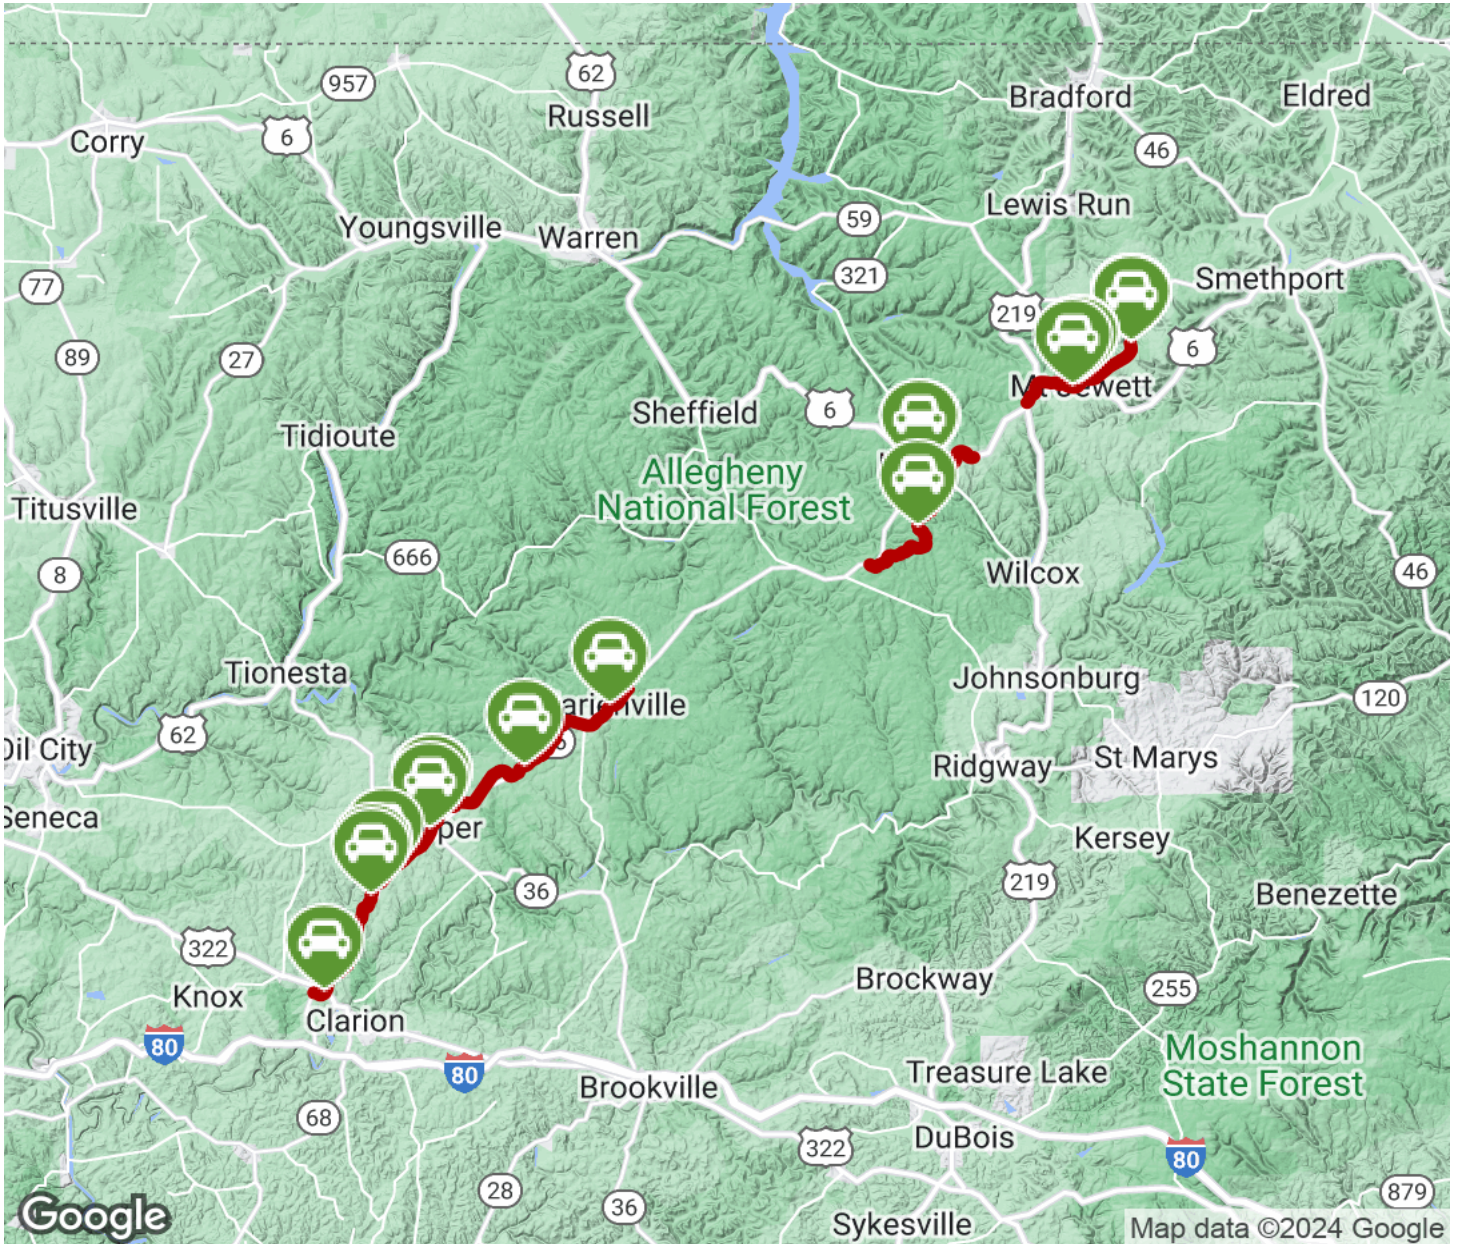 957
62
Russell
Bradford
Eldred
Corry
6
46
Lewis Run
Youngsville
Warren
59
321
Smethport
77
219
6
89
27
Sheffield
6
Tidioute
Allegheny
National Forest
Titusville
666
8
Wilcox
46
Tionesta
Johnsonburg
120
62
Oil City
Ridgway
St Marys
Seneca
Kersey
36
219
Benezette
322
Knox
Brockway
255
Clarion
80
80
Moshannon
State Forest
Treasure Lake
Brookville
68
DuBois
322
80
28
36
879
Sykesville
Google
Map data ©2024 Google